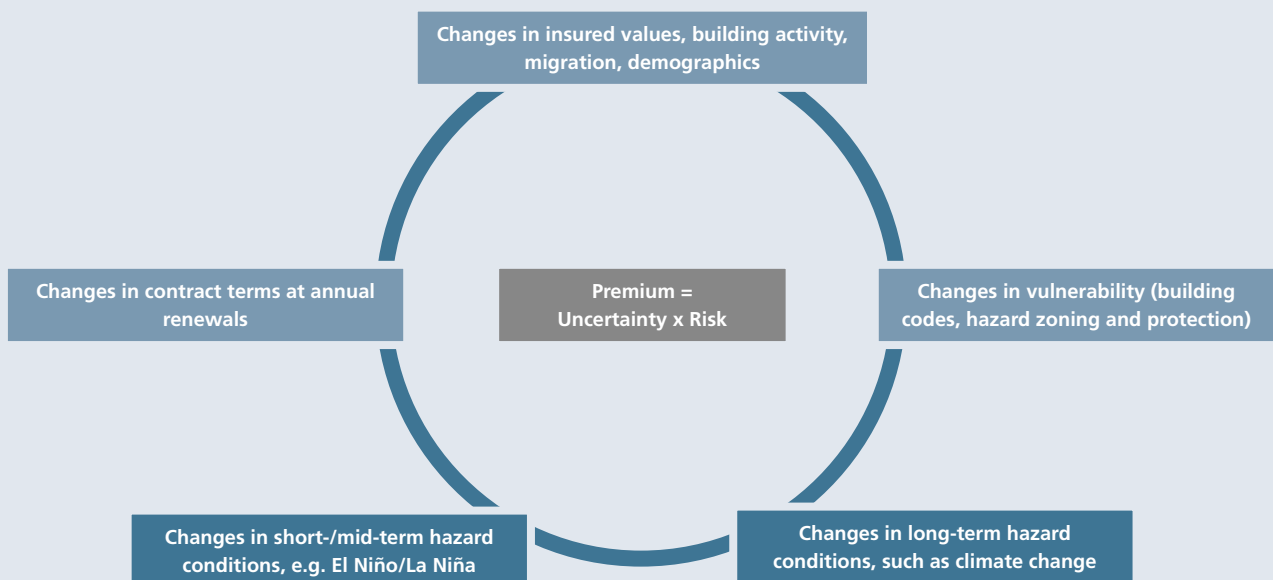 Changes in insured values, building activity,
migration, demographics
Changes in contract terms at annual
renewals
Premium =
Uncertainty x Risk
Changes in vulnerability (building
codes, hazard zoning and protection)
Changes in short-/mid-term hazard
conditions, e.g. El Niño/La Niña
Changes in long-term hazard
conditions, such as climate change